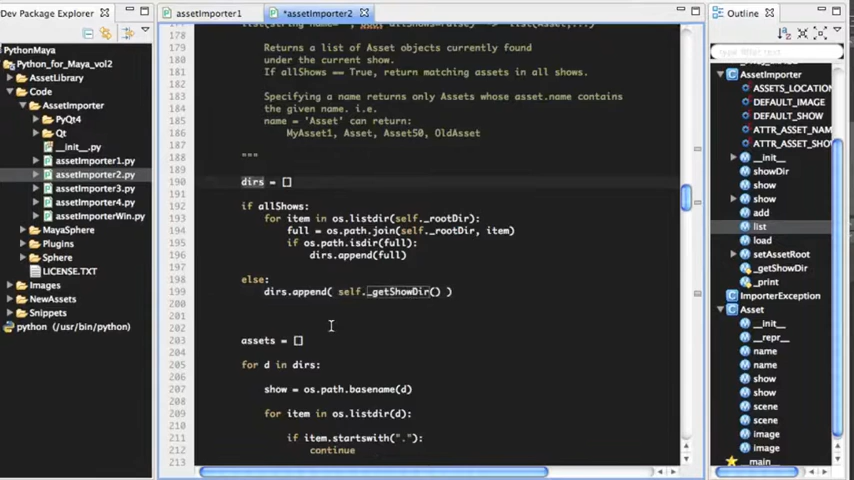 Dev Package Explorer
assetImporter1
*assetImporter2
Outline
PythonMaya
Python_for_Maya_vol2
AssetLibrary
Code
AssetImporter
PyQt4
Qt
__init__.py
assetImporter1.py
assetImporter2.py
assetImporter3.py
assetImporter4.py
assetImporterWin.py
MayaSphere
Plugins
Sphere
LICENSE.TXT
Images
NewAssets
Snippets
python (/usr/bin/python)
178
179 Returns a list of Asset objects currently found
180 under the current show.
181 If allShows == True, return matching assets in all shows.
182
183 Specifying a name returns only Assets whose asset.name contains
184 the given name. i.e.
185 name = 'Asset' can return:
186 MyAsset1, Asset, Asset50, OldAsset
187
188 """
189
190 dirs = []
191
192 if allShows:
193 for item in os.listdir(self._rootDir):
194 full = os.path.join(self._rootDir, item)
195 if os.path.isdir(full):
196 dirs.append(full)
197
198 else:
199 dirs.append( self._getShowDir() )
200
201
202
203 assets = []
204
205 for d in dirs:
206
207 show = os.path.basename(d)
208
209 for item in os.listdir(d):
210
211 if item.startswith("."):
212 continue
213
type filter text
AssetImporter
ASSETS_LOCATIO
DEFAULT_IMAGE
DEFAULT_SHOW
ATTR_ASSET_NAM
ATTR_ASSET_SHO
__init__
showDir
show
show
add
list
load
setAssetRoot
_getShowDir
_print
ImporterException
Asset
__init__
__repr__
name
name
show
show
scene
scene
image
image
__main__